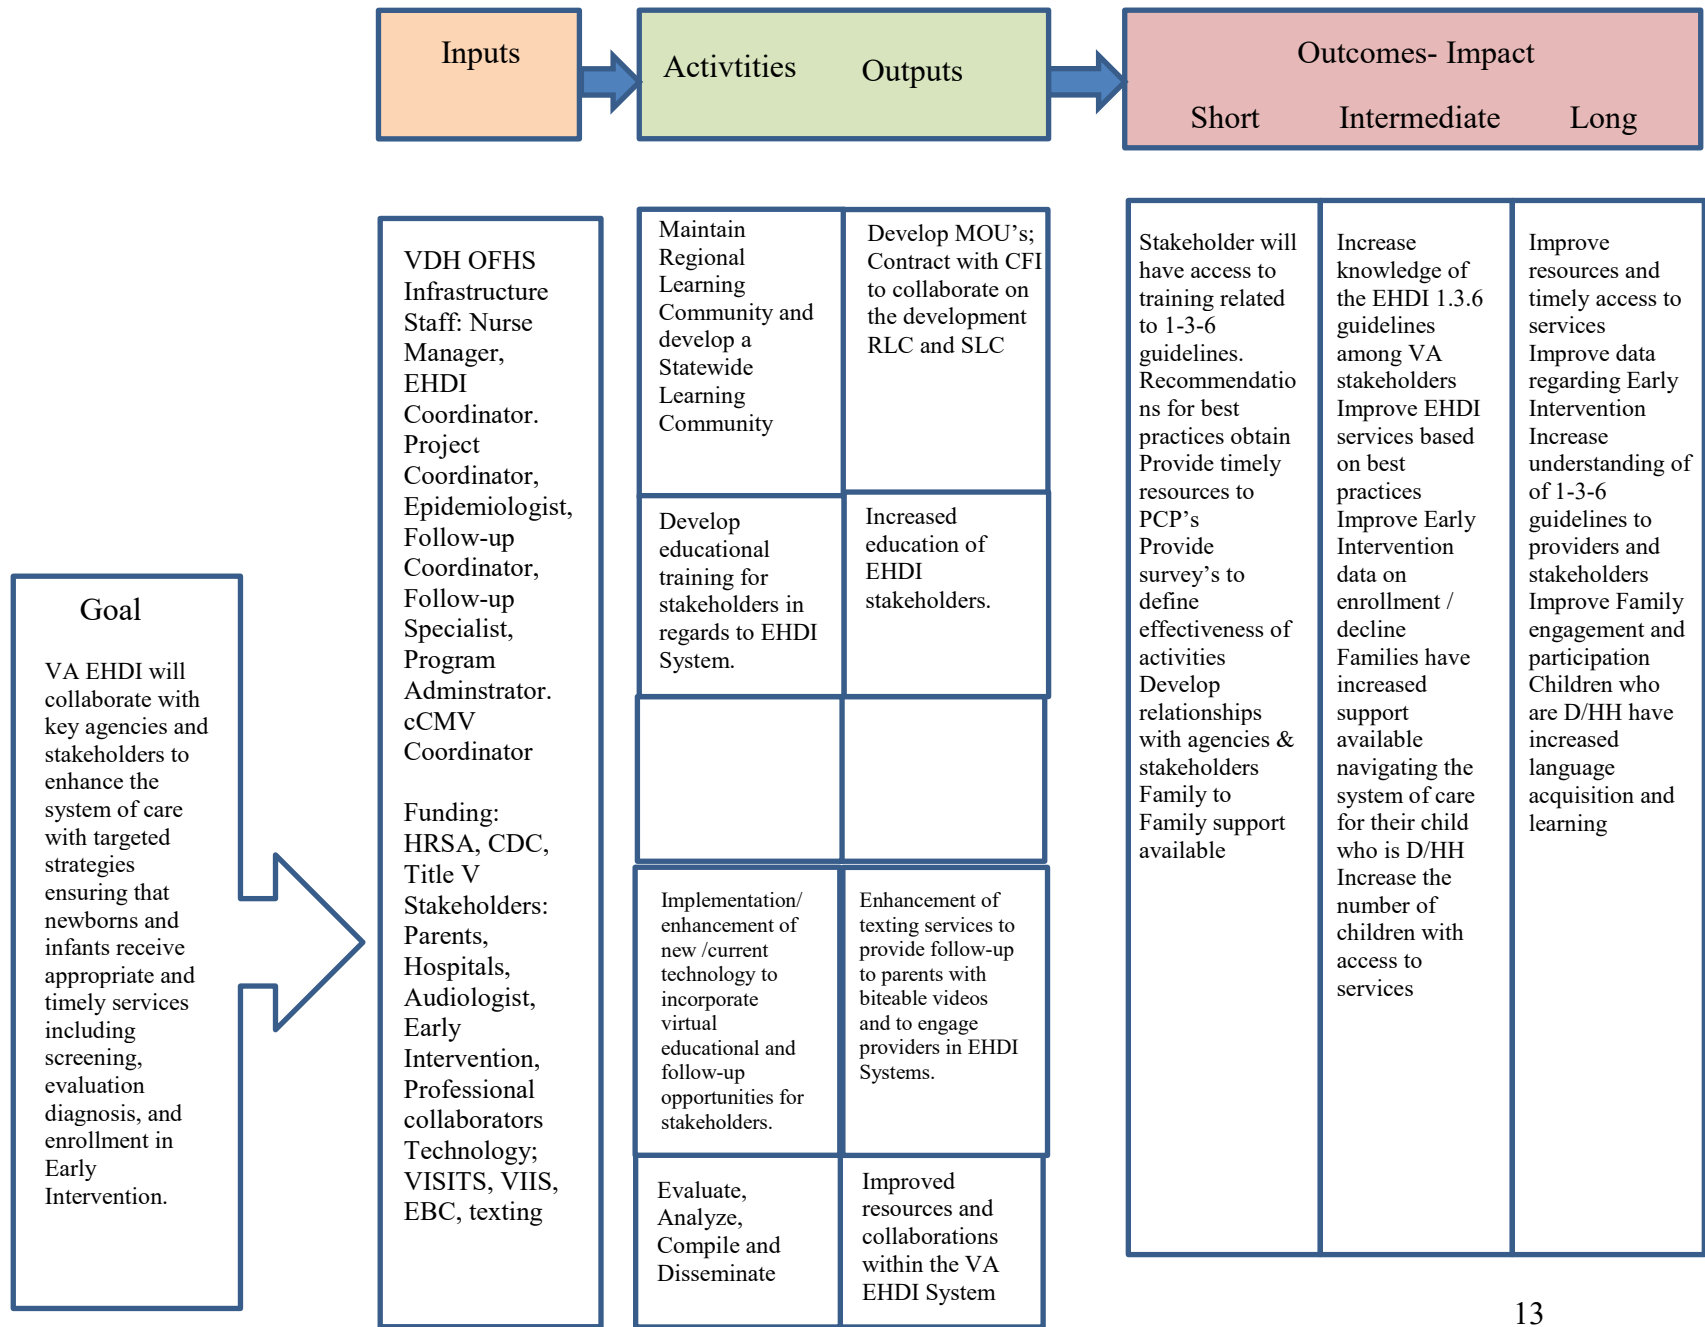 Inputs
Activtities
Outputs
Outcomes- Impact
Short
Intermediate
Long
Goal
VA EHDI will
collaborate with
key agencies and
stakeholders to
enhance the
system of care
with targeted
strategies
ensuring that
newborns and
infants receive
appropriate and
timely services
including
screening,
evaluation
diagnosis, and
enrollment in
Early
Intervention.
VDH OFHS
Infrastructure
Staff: Nurse
Manager,
EHDI
Coordinator.
Project
Coordinator,
Epidemiologist,
Follow-up
Coordinator,
Follow-up
Specialist,
Program
Adminstrator.
cCMV
Coordinator
Funding:
HRSA, CDC,
Title V
Stakeholders:
Parents,
Hospitals,
Audiologist,
Early
Intervention,
Professional
collaborators
Technology;
VISITS, VIIS,
EBC, texting
Maintain
Regional
Learning
Community and
develop a
Statewide
Learning
Community
Develop MOU’s;
Contract with CFI
to collaborate on
the development
RLC and SLC
Develop
educational
training for
stakeholders in
regards to EHDI
System.
Increased
education of
EHDI
stakeholders.
Implementation/
enhancement of
new /current
technology to
incorporate
virtual
educational and
follow-up
opportunities for
stakeholders.
Enhancement of
texting services to
provide follow-up
to parents with
biteable videos
and to engage
providers in EHDI
Systems.
Evaluate,
Analyze,
Compile and
Disseminate
Improved
resources and
collaborations
within the VA
EHDI System
Stakeholder will
have access to
training related
to 1-3-6
guidelines.
Recommendatio
ns for best
practices obtain
Provide timely
resources to
PCP’s
Provide
survey’s to
define
effectiveness of
activities
Develop
relationships
with agencies &
stakeholders
Family to
Family support
available
Increase
knowledge of
the EHDI 1.3.6
guidelines
among VA
stakeholders
Improve EHDI
services based
on best
practices
Improve Early
Intervention
data on
enrollment /
decline
Families have
increased
support
available
navigating the
system of care
for their child
who is D/HH
Increase the
number of
children with
access to
services
Improve
resources and
timely access to
services
Improve data
regarding Early
Intervention
Increase
understanding of
of 1-3-6
guidelines to
providers and
stakeholders
Improve Family
engagement and
participation
Children who
are D/HH have
increased
language
acquisition and
learning
13